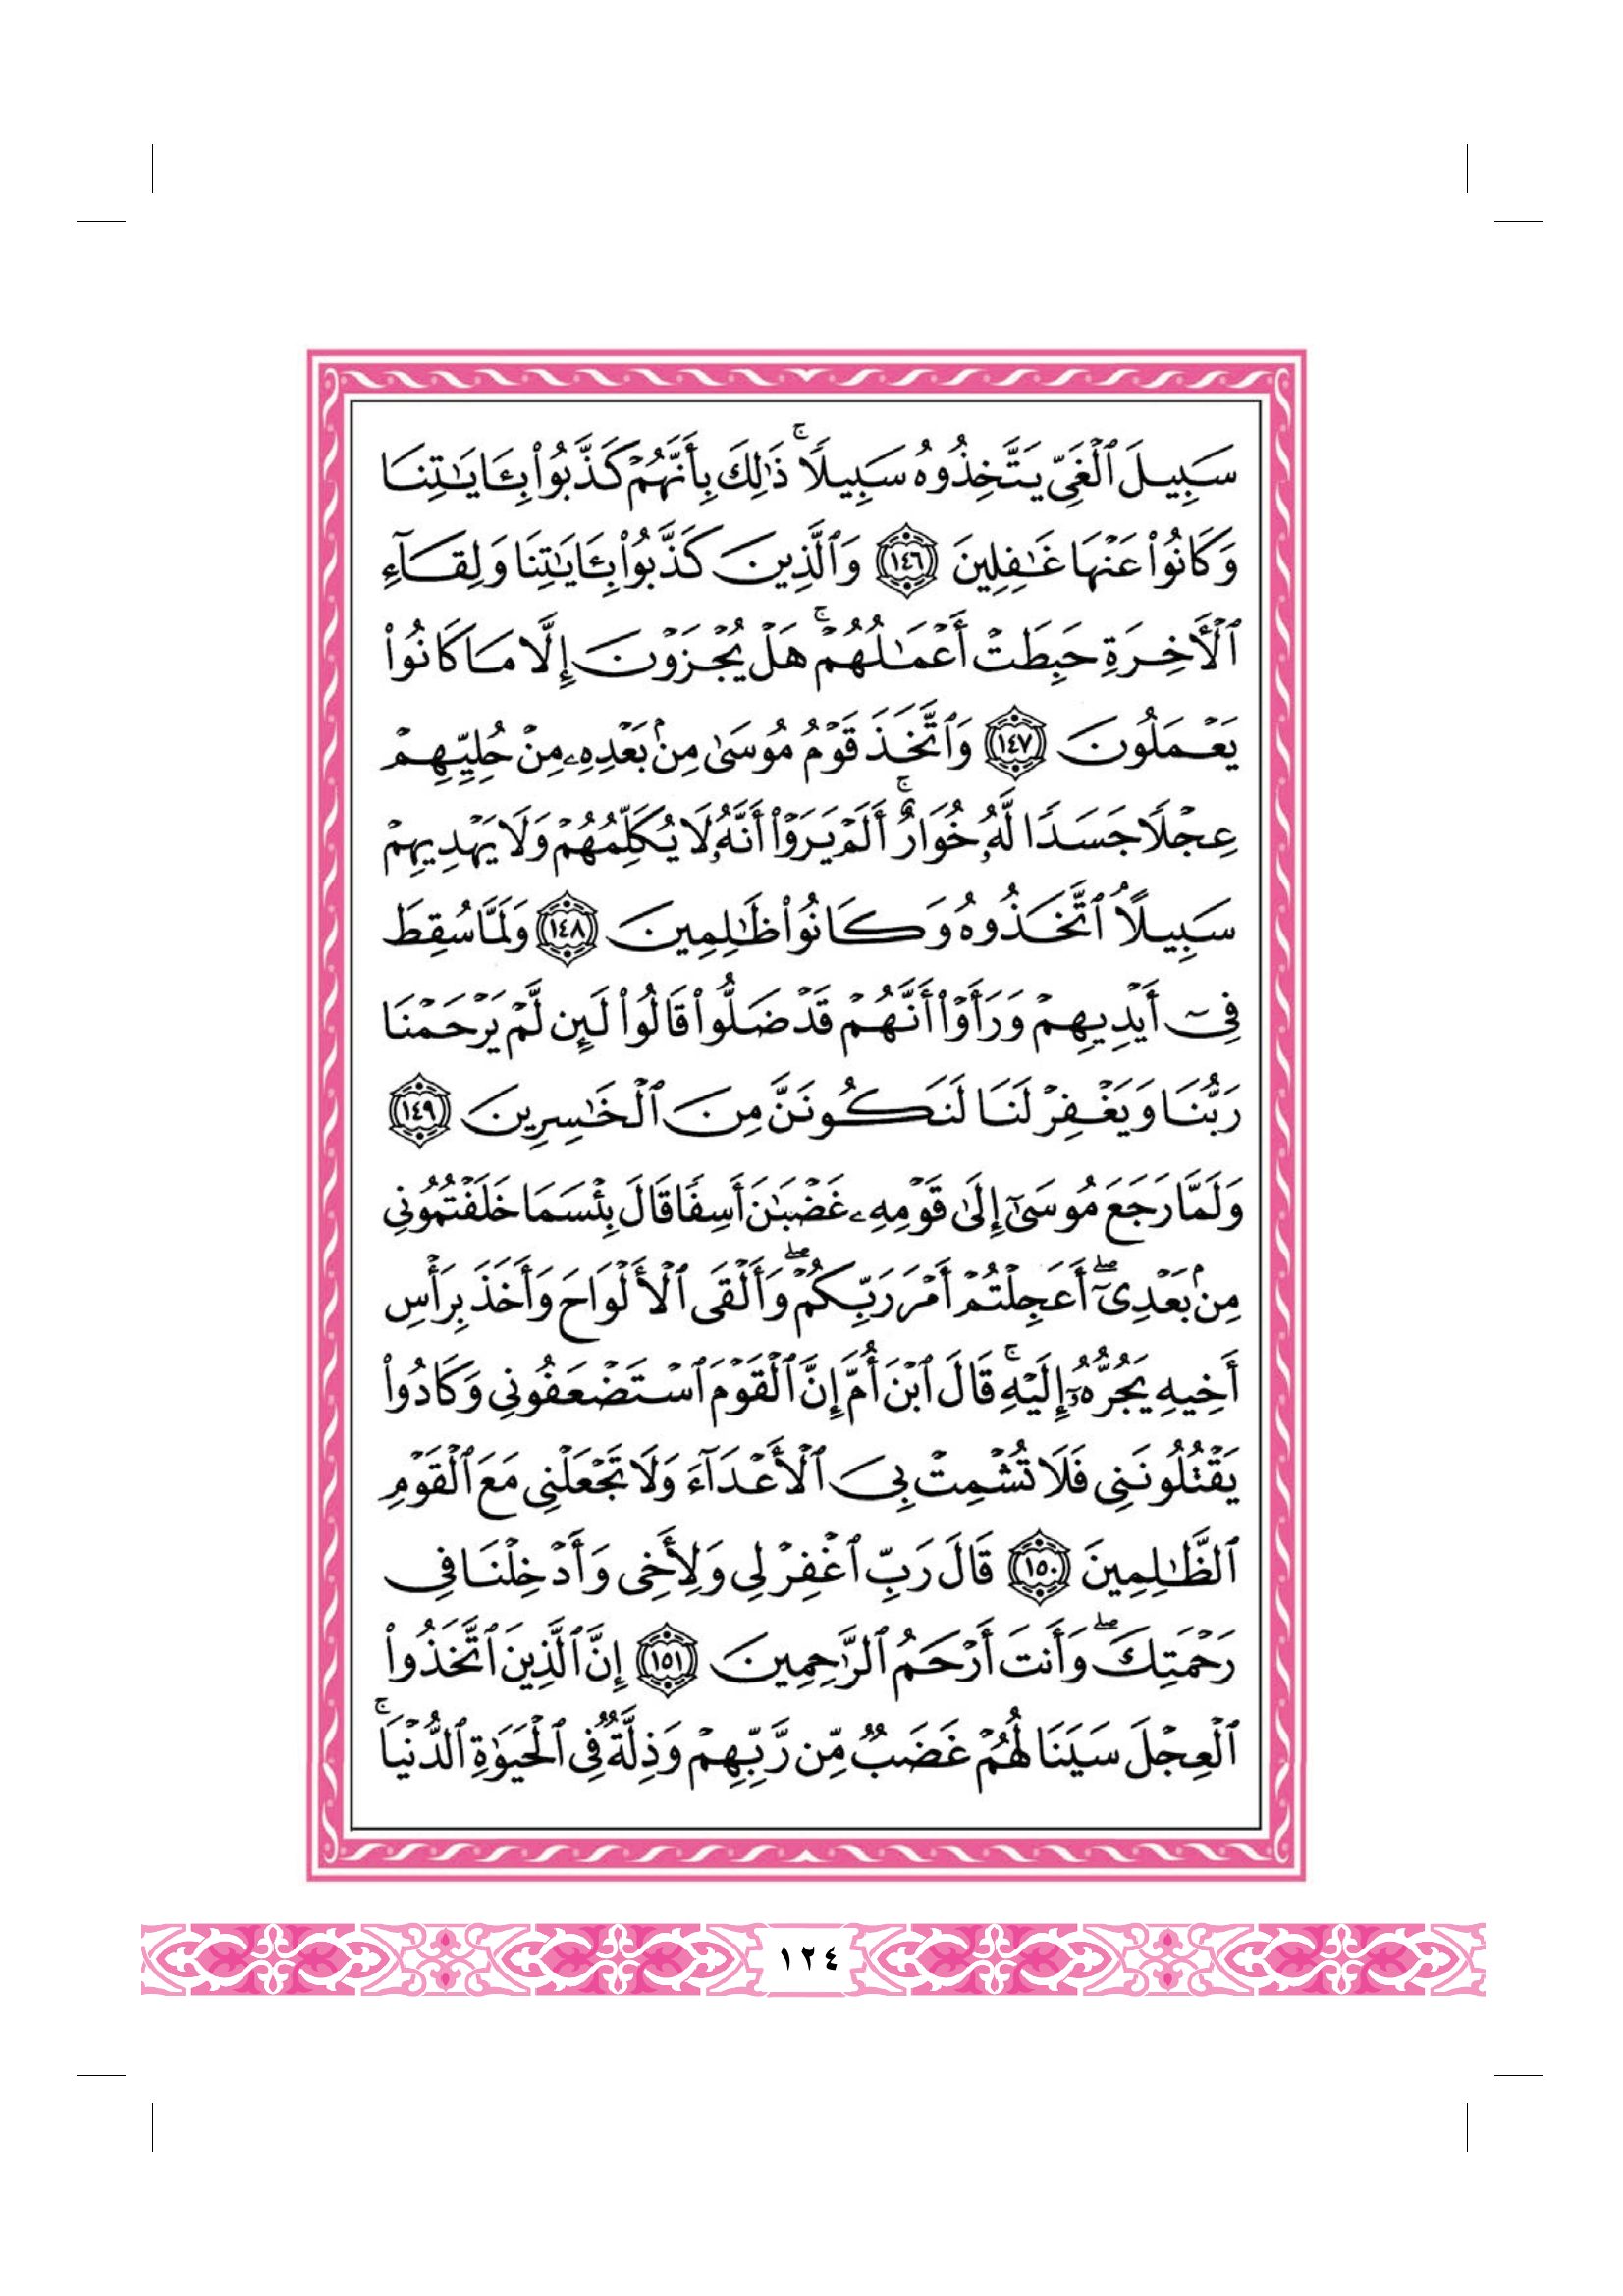 سَبِيلَ ٱلْغَىِّ يَتَّخِذُوهُ سَبِيلًا ۚ ذَٰلِكَ بِأَنَّهُمْ كَذَّبُوا۟ بِـَٔايَـٰتِنَا
وَكَانُوا۟ عَنْهَا غَـٰفِلِينَ ١٤٦ وَٱلَّذِينَ كَذَّبُوا۟ بِـَٔايَـٰتِنَا وَلِقَآءِ
ٱلْأَخِرَةِ حَبِطَتْ أَعْمَـٰلُهُمْ ۚ هَلْ يُجْزَوْنَ إِلَّا مَا كَانُوا۟
يَعْمَلُونَ ١٤٧ وَٱتَّخَذَ قَوْمُ مُوسَىٰ مِنۢ بَعْدِهِۦ مِنْ حُلِيِّهِمْ
عِجْلًا جَسَدًا لَّهُۥ خُوَارٌ ۚ أَلَمْ يَرَوْا۟ أَنَّهُۥ لَا يُكَلِّمُهُمْ وَلَا يَهْدِيهِمْ
سَبِيلًا ٱتَّخَذُوهُ وَكَانُوا۟ ظَـٰلِمِينَ ١٤٨ وَلَمَّا سُقِطَ
فِىٓ أَيْدِيهِمْ وَرَأَوْا۟ أَنَّهُمْ قَدْ ضَلُّوا۟ قَالُوا۟ لَئِن لَّمْ يَرْحَمْنَا
رَبُّنَا وَيَغْفِرْ لَنَا لَنَكُونَنَّ مِنَ ٱلْخَـٰسِرِينَ ١٤٩
وَلَمَّا رَجَعَ مُوسَىٰٓ إِلَىٰ قَوْمِهِۦ غَضْبَـٰنَ أَسِفًا قَالَ بِئْسَمَا خَلَفْتُمُونِى
مِنۢ بَعْدِىٓ ۖ أَعَجِلْتُمْ أَمْرَ رَبِّكُمْ ۖ وَأَلْقَى ٱلْأَلْوَاحَ وَأَخَذَ بِرَأْسِ
أَخِيهِ يَجُرُّهُۥٓ إِلَيْهِ ۚ قَالَ ٱبْنَ أُمَّ إِنَّ ٱلْقَوْمَ ٱسْتَضْعَفُونِى وَكَادُوا۟
يَقْتُلُونَنِى فَلَا تُشْمِتْ بِىَ ٱلْأَعْدَآءَ وَلَا تَجْعَلْنِى مَعَ ٱلْقَوْمِ
ٱلظَّـٰلِمِينَ ١٥٠ قَالَ رَبِّ ٱغْفِرْ لِى وَلِأَخِى وَأَدْخِلْنَا فِى
رَحْمَتِكَ ۖ وَأَنتَ أَرْحَمُ ٱلرَّٰحِمِينَ ١٥١ إِنَّ ٱلَّذِينَ ٱتَّخَذُوا۟
ٱلْعِجْلَ سَيَنَالُهُمْ غَضَبٌ مِّن رَّبِّهِمْ وَذِلَّةٌ فِى ٱلْحَيَوٰةِ ٱلدُّنْيَا ۚ
١٢٤